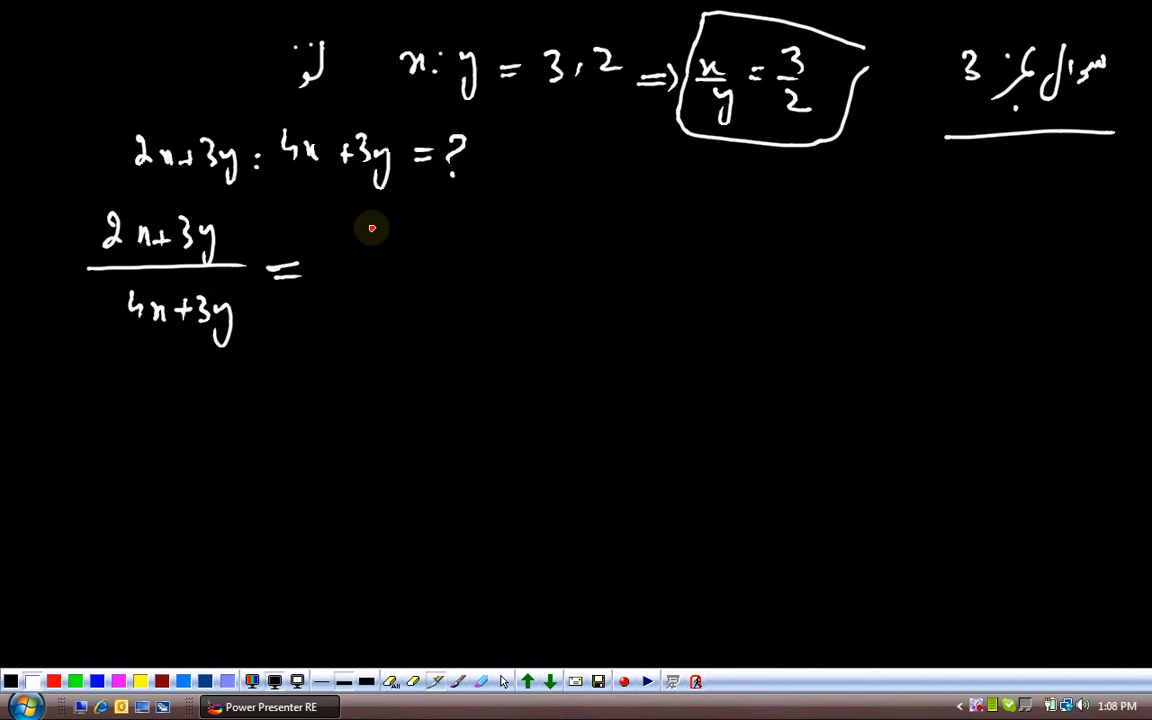 سوال نمبر 3
x : y = 3 : 2 ⇒ x/y = 3/2
2x+3y : 4x+3y = ?
2x+3y
4x+3y
=
Power Presenter RE
1:08 PM